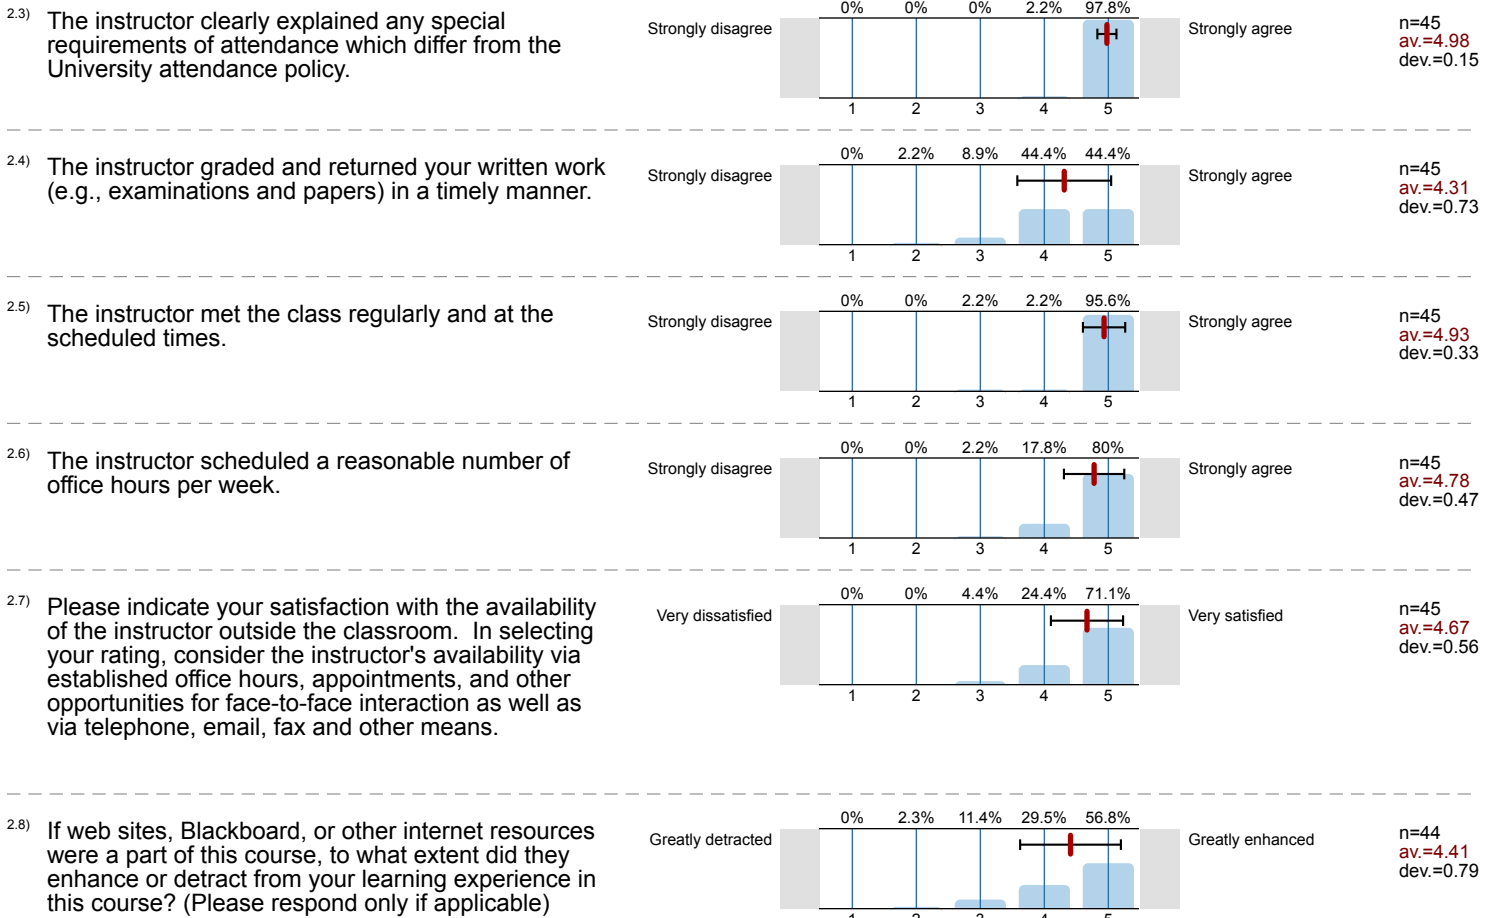 2.3) The instructor clearly explained any special
requirements of attendance which differ from the
University attendance policy.
0% 0% 0% 2.2% 97.8%
Strongly disagree
Strongly agree
1 2 3 4 5
n=45
av.=4.98
dev.=0.15
2.4) The instructor graded and returned your written work
(e.g., examinations and papers) in a timely manner.
0% 2.2% 8.9% 44.4% 44.4%
Strongly disagree
Strongly agree
1 2 3 4 5
n=45
av.=4.31
dev.=0.73
2.5) The instructor met the class regularly and at the
scheduled times.
0% 0% 2.2% 2.2% 95.6%
Strongly disagree
Strongly agree
1 2 3 4 5
n=45
av.=4.93
dev.=0.33
2.6) The instructor scheduled a reasonable number of
office hours per week.
0% 0% 2.2% 17.8% 80%
Strongly disagree
Strongly agree
1 2 3 4 5
n=45
av.=4.78
dev.=0.47
2.7) Please indicate your satisfaction with the availability
of the instructor outside the classroom. In selecting
your rating, consider the instructor's availability via
established office hours, appointments, and other
opportunities for face-to-face interaction as well as
via telephone, email, fax and other means.
0% 0% 4.4% 24.4% 71.1%
Very dissatisfied
Very satisfied
1 2 3 4 5
n=45
av.=4.67
dev.=0.56
2.8) If web sites, Blackboard, or other internet resources
were a part of this course, to what extent did they
enhance or detract from your learning experience in
this course? (Please respond only if applicable)
0% 2.3% 11.4% 29.5% 56.8%
Greatly detracted
Greatly enhanced
1 2 3 4 5
n=44
av.=4.41
dev.=0.79